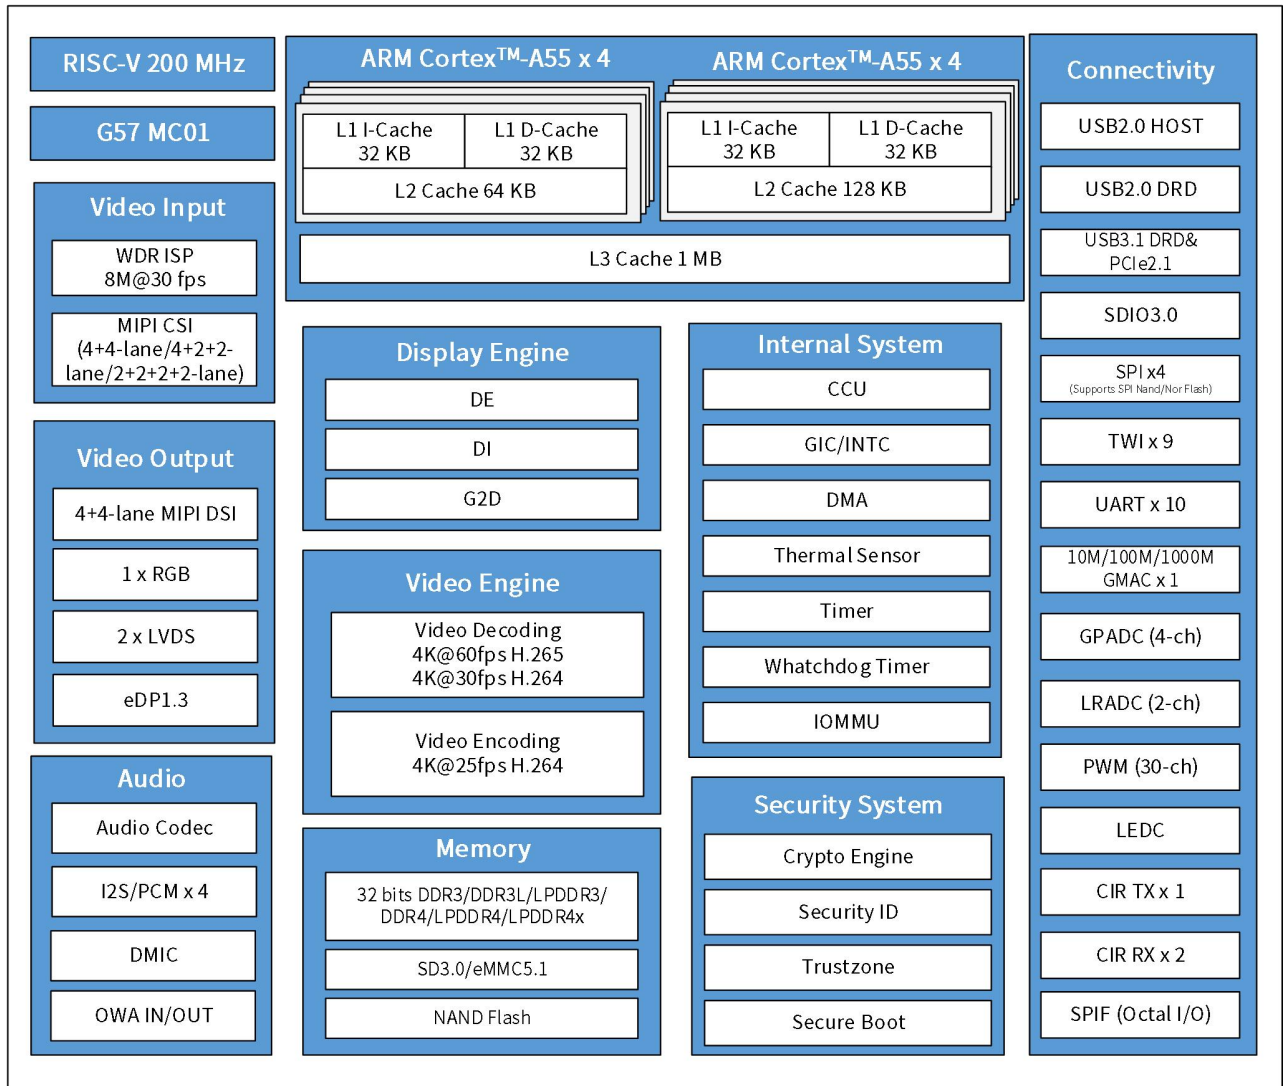 RISC-V 200 MHz
G57 MC01
Video Input
WDR ISP
8M@30 fps
MIPI CSI
(4+4-lane/4+2+2-
lane/2+2+2+2-lane)
Video Output
4+4-lane MIPI DSI
1 x RGB
2 x LVDS
eDP1.3
Audio
Audio Codec
I2S/PCM x 4
DMIC
OWA IN/OUT
ARM Cortex™-A55 x 4
L1 I-Cache
32 KB
L1 D-Cache
32 KB
L2 Cache 64 KB
ARM Cortex™-A55 x 4
L1 I-Cache
32 KB
L1 D-Cache
32 KB
L2 Cache 128 KB
L3 Cache 1 MB
Display Engine
DE
DI
G2D
Video Engine
Video Decoding
4K@60fps H.265
4K@30fps H.264
Video Encoding
4K@25fps H.264
Memory
32 bits DDR3/DDR3L/LPDDR3/
DDR4/LPDDR4/LPDDR4x
SD3.0/eMMC5.1
NAND Flash
Internal System
CCU
GIC/INTC
DMA
Thermal Sensor
Timer
Whatchdog Timer
IOMMU
Security System
Crypto Engine
Security ID
Trustzone
Secure Boot
Connectivity
USB2.0 HOST
USB2.0 DRD
USB3.1 DRD&
PCIe2.1
SDIO3.0
SPI x4
(Supports SPI Nand/Nor Flash)
TWI x 9
UART x 10
10M/100M/1000M
GMAC x 1
GPADC (4-ch)
LRADC (2-ch)
PWM (30-ch)
LEDC
CIR TX x 1
CIR RX x 2
SPIF (Octal I/O)